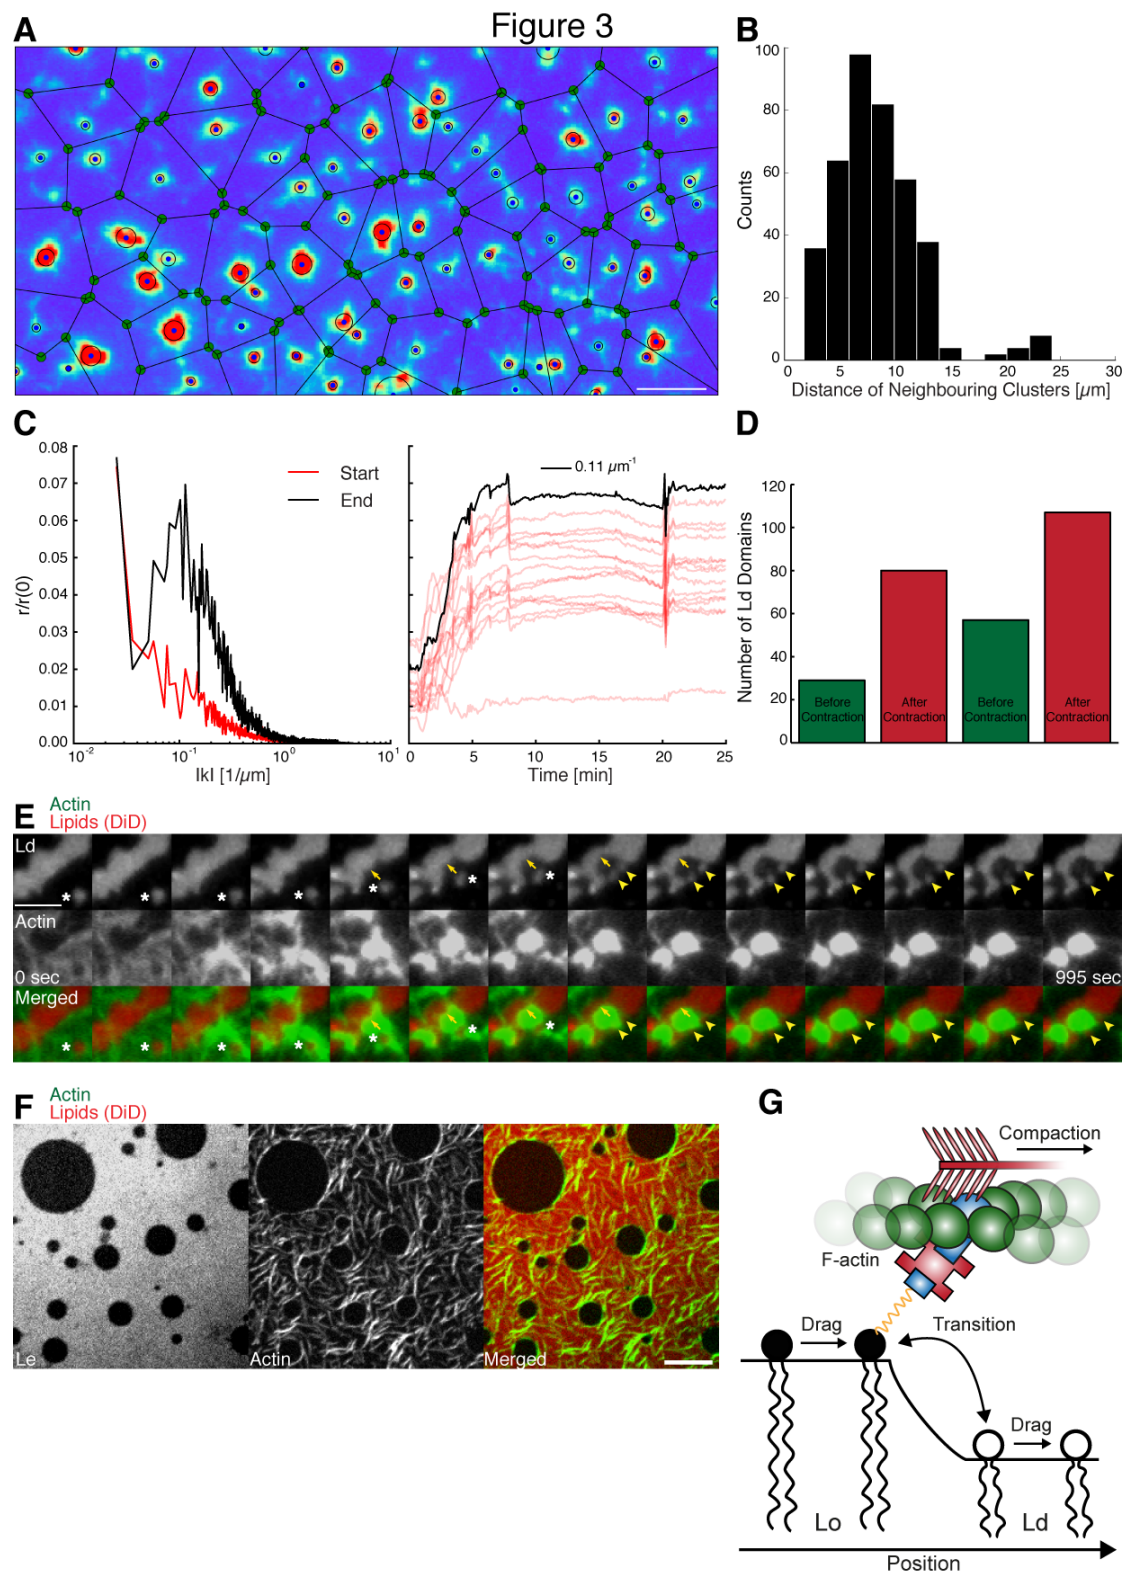 Figure 3
A
B
100
80
60
40
20
0
Counts
0
5
10
15
20
25
30
Distance of Neighbouring Clusters [µm]
C
0.08
0.07
0.06
0.05
0.04
0.03
0.02
0.01
0.00
r/r(0)
Start
End
10⁻²
10⁻¹
10⁰
10¹
IkI [1/µm]
0.11 µm⁻¹
0
5
10
15
20
25
Time [min]
D
120
100
80
60
40
20
0
Number of Ld Domains
Before
Contraction
After
Contraction
Before
Contraction
After
Contraction
E
Actin
Lipids (DiD)
Ld
*
*
*
*
*
*
*
Actin
0 sec
995 sec
Merged
*
*
*
*
*
*
*
F
Actin
Lipids (DiD)
Le
Actin
Merged
G
Compaction
F-actin
Drag
Transition
Drag
Lo
Ld
Position